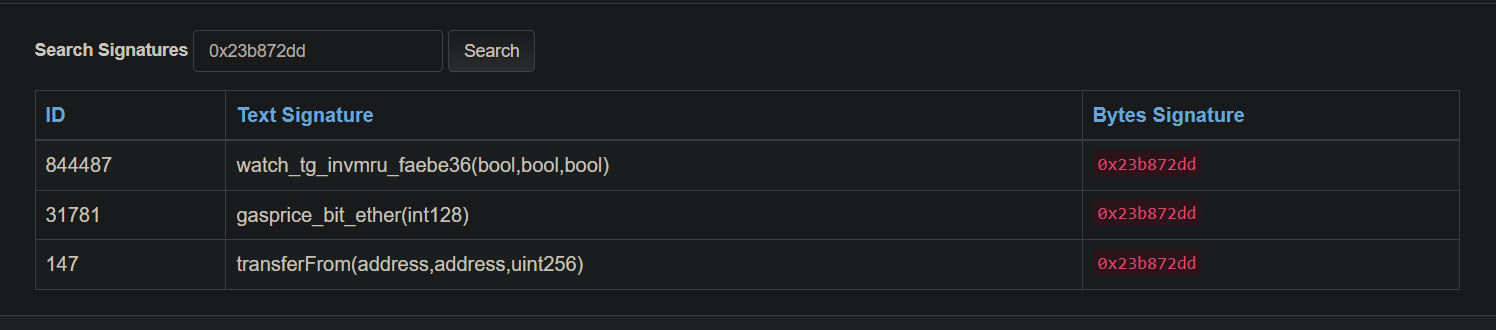 Search Signatures 0x23b872dd Search
ID Text Signature Bytes Signature
844487 watch_tg_invmru_faebe36(bool,bool,bool) 0x23b872dd
31781 gasprice_bit_ether(int128) 0x23b872dd
147 transferFrom(address,address,uint256) 0x23b872dd